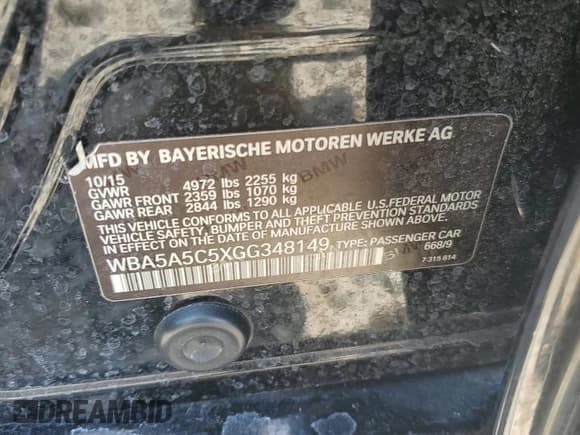 MFD BY BAYERISCHE MOTOREN WERKE AG
10/15
GVWR 4972 lbs 2255 kg
GAWR FRONT 2359 lbs 1070 kg
GAWR REAR 2844 lbs 1290 kg
THIS VEHICLE CONFORMS TO ALL APPLICABLE U.S.FEDERAL MOTOR
VEHICLE SAFETY, BUMPER AND THEFT PREVENTION STANDARDS
IN EFFECT ON THE DATE OF MANUFACTURE SHOWN ABOVE.
WBA5A5C5XGG348149, TYPE: PASSENGER CAR
668/9
7 315 614
BMW
BMW
DREAMBID